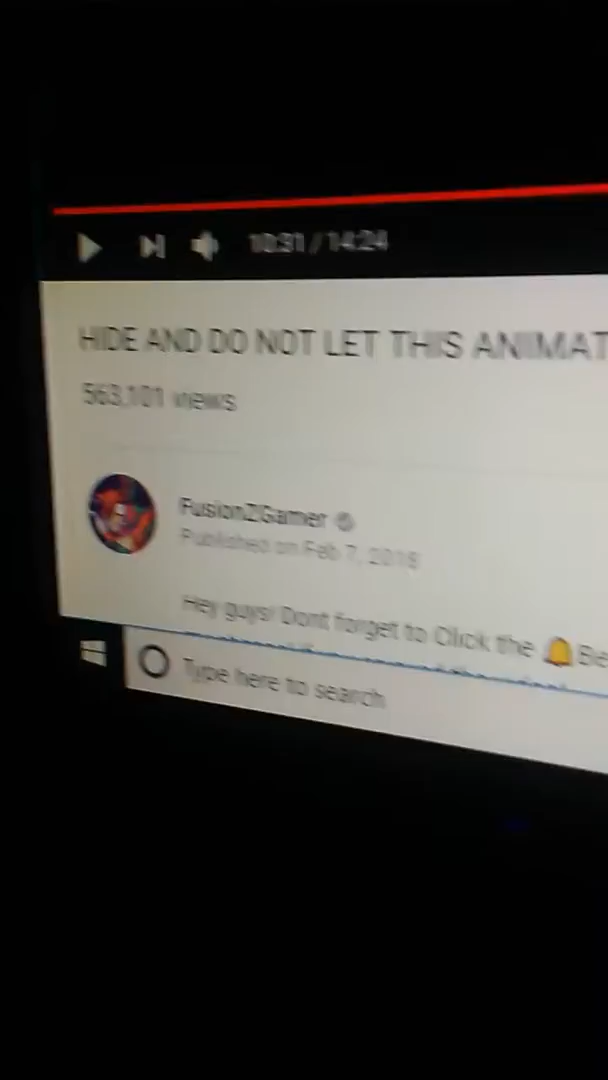 10:31 / 14:24
HIDE AND DO NOT LET THIS ANIMAT
563,101 views
FusionZGamer
Published on Feb 7, 2018
Hey guys! Dont forget to Click the 🔔 Be
Type here to search